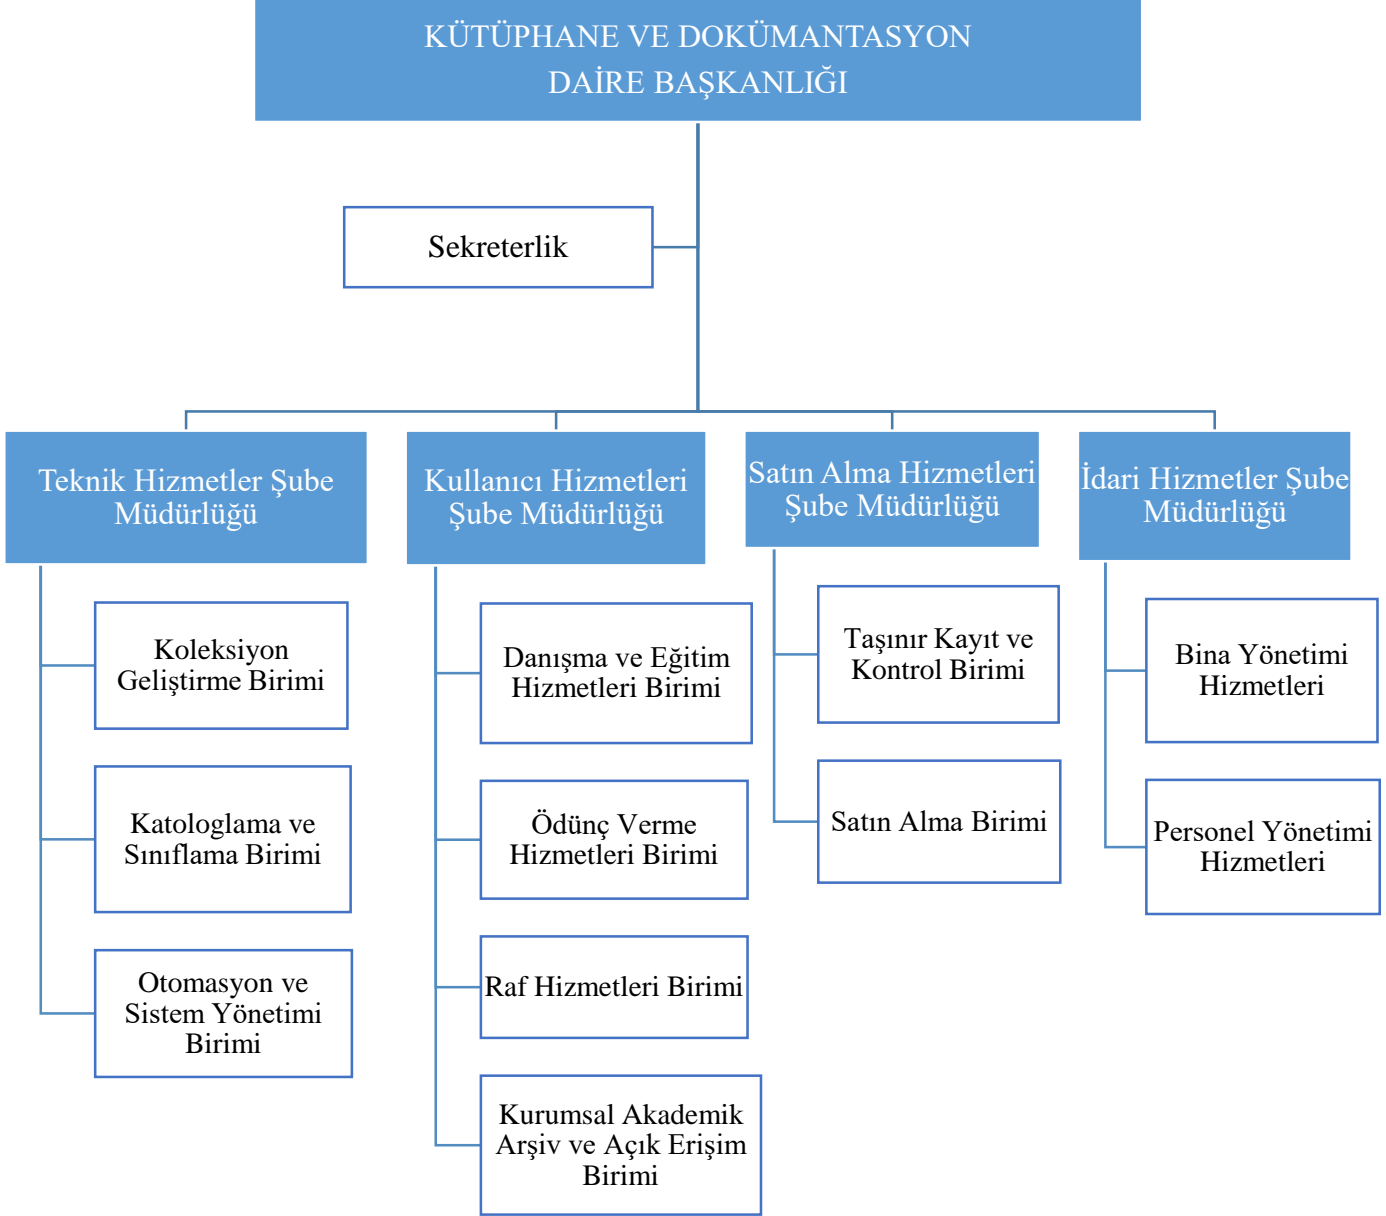 KÜTÜPHANE VE DOKÜMANTASYON
DAİRE BAŞKANLIĞI
Sekreterlik
Teknik Hizmetler Şube
Müdürlüğü
Koleksiyon
Geliştirme Birimi
Katologlama ve
Sınıflama Birimi
Otomasyon ve
Sistem Yönetimi
Birimi
Kullanıcı Hizmetleri
Şube Müdürlüğü
Danışma ve Eğitim
Hizmetleri Birimi
Ödünç Verme
Hizmetleri Birimi
Raf Hizmetleri Birimi
Kurumsal Akademik
Arşiv ve Açık Erişim
Birimi
Satın Alma Hizmetleri
Şube Müdürlüğü
Taşınır Kayıt ve
Kontrol Birimi
Satın Alma Birimi
İdari Hizmetler Şube
Müdürlüğü
Bina Yönetimi
Hizmetleri
Personel Yönetimi
Hizmetleri